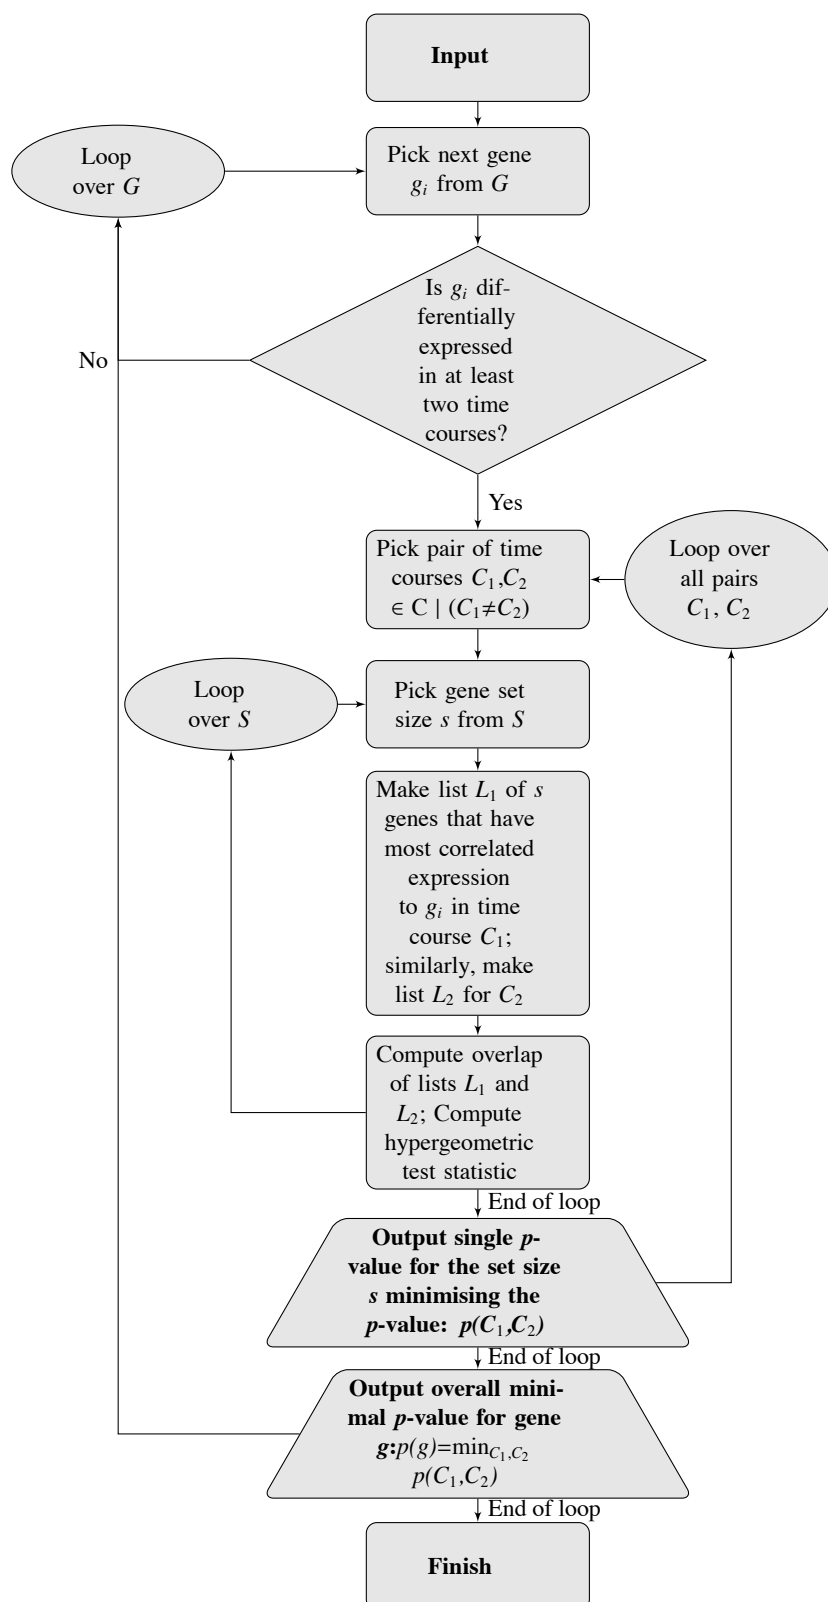 Input
Loop
over G
Pick next gene
gᵢ from G
Is gᵢ dif-
ferentially
expressed
in at least
two time
courses?
No
Yes
Pick pair of time
courses C₁,C₂
∈ C | (C₁≠C₂)
Loop over
all pairs
C₁, C₂
Loop
over S
Pick gene set
size s from S
Make list L₁ of s
genes that have
most correlated
expression
to gᵢ in time
course C₁;
similarly, make
list L₂ for C₂
Compute overlap
of lists L₁ and
L₂; Compute
hypergeometric
test statistic
End of loop
Output single p-
value for the set size
s minimising the
p-value: p(C₁,C₂)
End of loop
Output overall mini-
mal p-value for gene
g:p(g)=min_{C₁,C₂}
p(C₁,C₂)
End of loop
Finish